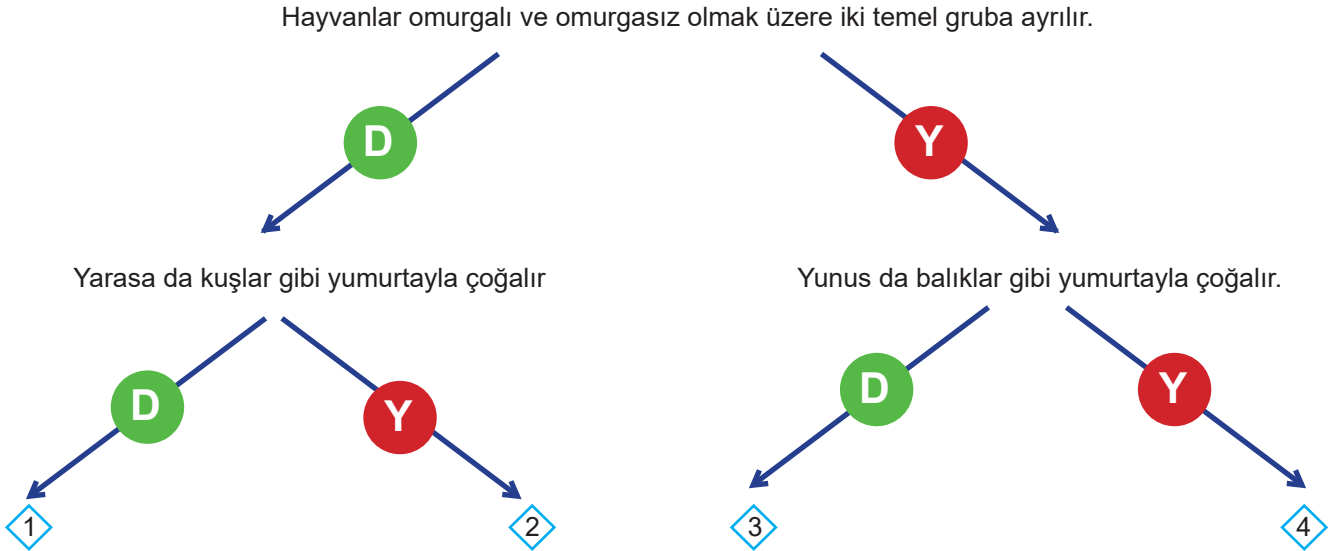 Hayvanlar omurgalı ve omurgasız olmak üzere iki temel gruba ayrılır.
D
Y
Yarasa da kuşlar gibi yumurtayla çoğalır
Yunus da balıklar gibi yumurtayla çoğalır.
D
Y
D
Y
1
2
3
4